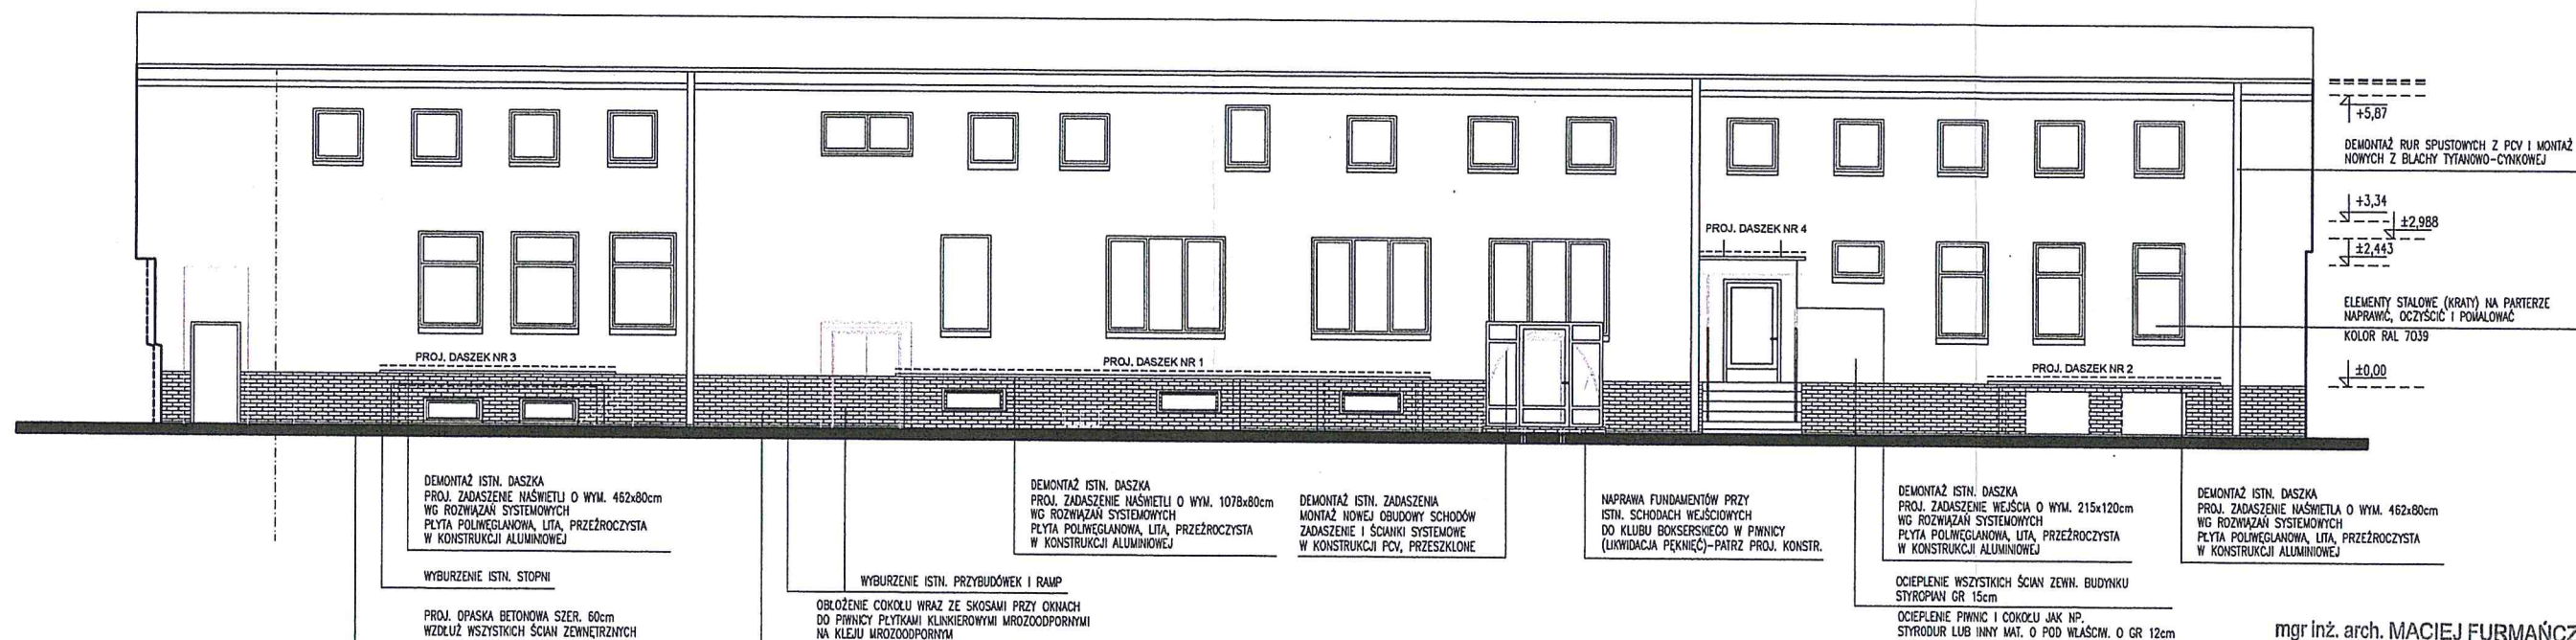 +5,87
DEMONTAŻ RUR SPUSTOWYCH Z PCV I MONTAŻ
NOWYCH Z BLACHY TYTANOWO-CYNKOWEJ
+3,34
±2,988
±2,443
PROJ. DASZEK NR 4
ELEMENTY STALOWE (KRATY) NA PARTERZE
NAPRAWIĆ, OCZYŚCIĆ I POMALOWAĆ
KOLOR RAL 7039
PROJ. DASZEK NR 3
PROJ. DASZEK NR 1
PROJ. DASZEK NR 2
±0,00
DEMONTAŻ ISTN. DASZKA
PROJ. ZADASZENIE NAŚWIETLI O WYM. 462x80cm
WG ROZWIĄZAŃ SYSTEMOWYCH
PŁYTA POLIWĘGLANOWA, LITA, PRZEŹROCZYSTA
W KONSTRUKCJI ALUMINIOWEJ
WYBURZENIE ISTN. STOPNI
PROJ. OPASKA BETONOWA SZER. 60cm
WZDŁUŻ WSZYSTKICH ŚCIAN ZEWNĘTRZNYCH
DEMONTAŻ ISTN. DASZKA
PROJ. ZADASZENIE NAŚWIETLI O WYM. 1078x80cm
WG ROZWIĄZAŃ SYSTEMOWYCH
PŁYTA POLIWĘGLANOWA, LITA, PRZEŹROCZYSTA
W KONSTRUKCJI ALUMINIOWEJ
WYBURZENIE ISTN. PRZYBUDÓWEK I RAMP
OBŁOŻENIE COKOŁU WRAZ ZE SKOSAMI PRZY OKNACH
DO PIWNICY PŁYTKAMI KLINKIEROWYMI MROZOODPORNYMI
NA KLEJU MROZOODPORNYM
DEMONTAŻ ISTN. ZADASZENIA
MONTAŻ NOWEJ OBUDOWY SCHODÓW
ZADASZENIE I ŚCIANKI SYSTEMOWE
W KONSTRUKCJI PCV, PRZESZKLONE
NAPRAWA FUNDAMENTÓW PRZY
ISTN. SCHODACH WEJŚCIOWYCH
DO KLUBU BOKSERSKIEGO W PIWNICY
(LIKWIDACJA PĘKNIĘĆ)-PATRZ PROJ. KONSTR.
DEMONTAŻ ISTN. DASZKA
PROJ. ZADASZENIE WEJŚCIA O WYM. 215x120cm
WG ROZWIĄZAŃ SYSTEMOWYCH
PŁYTA POLIWĘGLANOWA, LITA, PRZEŹROCZYSTA
W KONSTRUKCJI ALUMINIOWEJ
OCIEPLENIE WSZYSTKICH ŚCIAN ZEWN. BUDYNKU
STYROPIAN GR 15cm
OCIEPLENIE PIWNIC I COKOŁU JAK NP.
STYRODUR LUB INNY MAT. O POD WŁAŚCIW. O GR 12cm
DEMONTAŻ ISTN. DASZKA
PROJ. ZADASZENIE NAŚWIETLA O WYM. 462x80cm
WG ROZWIĄZAŃ SYSTEMOWYCH
PŁYTA POLIWĘGLANOWA, LITA, PRZEŹROCZYSTA
W KONSTRUKCJI ALUMINIOWEJ
mgr inż. arch. MACIEJ FURMAŃCZ